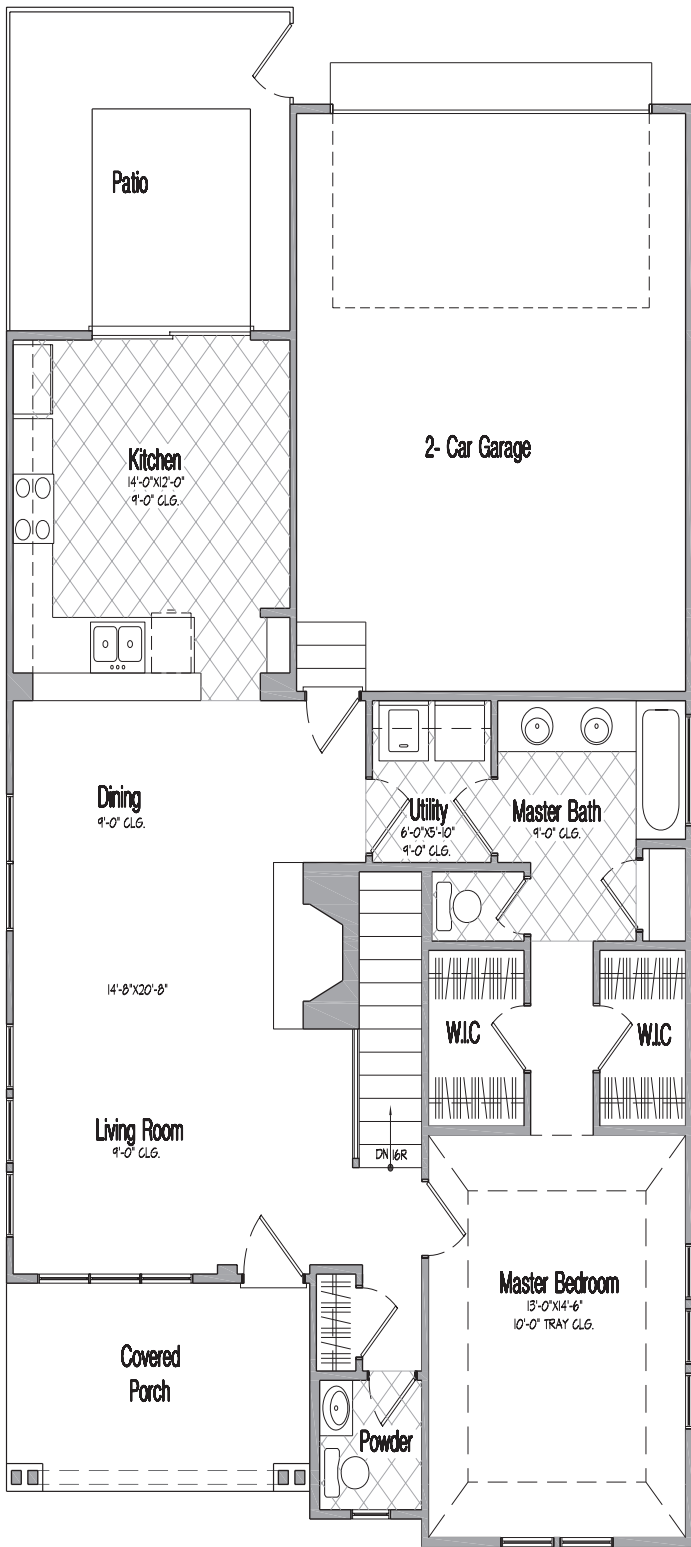 Patio
2- Car Garage
Kitchen
14'-0"X12'-0"
9'-0" CLG.
Dining
9'-0" CLG.
Utility
6'-0"X5'-10"
9'-0" CLG.
Master Bath
9'-0" CLG.
14'-8"X20'-8"
W.I.C
W.I.C
Living Room
9'-0" CLG.
DN 16R
Master Bedroom
13'-0"X14'-6"
10'-0" TRAY CLG.
Covered
Porch
Powder